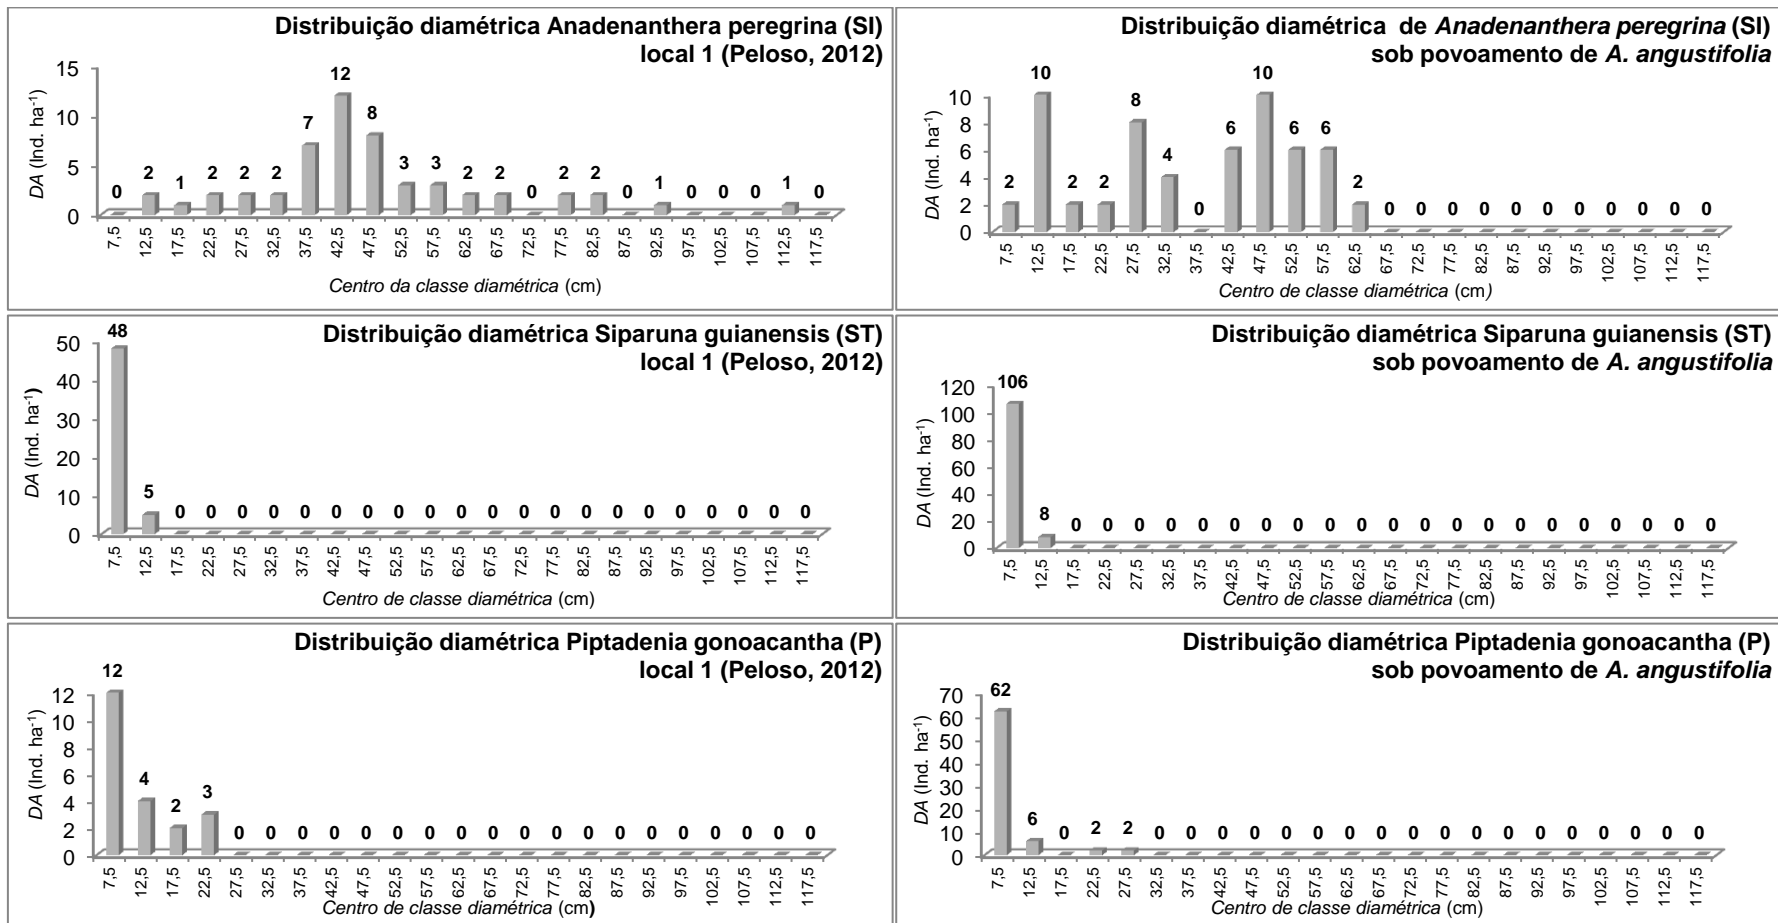 Distribuição diamétrica Anadenanthera peregrina (SI)
local 1 (Peloso, 2012)
DA (Ind. ha-1)
15
10
5
0
0 2 1 2 2 2 7 12 8 3 3 2 2 0 2 2 0 1 0 0 0 1 0
7,5 12,5 17,5 22,5 27,5 32,5 37,5 42,5 47,5 52,5 57,5 62,5 67,5 72,5 77,5 82,5 87,5 92,5 97,5 102,5 107,5 112,5 117,5
Centro da classe diamétrica (cm)
Distribuição diamétrica de Anadenanthera peregrina (SI)
sob povoamento de A. angustifolia
DA (Ind. ha-1)
10
8
6
4
2
0
2 10 2 2 8 4 0 6 10 6 6 2 0 0 0 0 0 0 0 0 0 0 0
7,5 12,5 17,5 22,5 27,5 32,5 37,5 42,5 47,5 52,5 57,5 62,5 67,5 72,5 77,5 82,5 87,5 92,5 97,5 102,5 107,5 112,5 117,5
Centro de classe diamétrica (cm)
Distribuição diamétrica Siparuna guianensis (ST)
local 1 (Peloso, 2012)
DA (Ind. ha-1)
50
40
30
20
10
0
48 5 0 0 0 0 0 0 0 0 0 0 0 0 0 0 0 0 0 0 0 0 0
7,5 12,5 17,5 22,5 27,5 32,5 37,5 42,5 47,5 52,5 57,5 62,5 67,5 72,5 77,5 82,5 87,5 92,5 97,5 102,5 107,5 112,5 117,5
Centro de classe diamétrica (cm)
Distribuição diamétrica Siparuna guianensis (ST)
sob povoamento de A. angustifolia
DA (Ind. ha-1)
120
100
80
60
40
20
0
106 8 0 0 0 0 0 0 0 0 0 0 0 0 0 0 0 0 0 0 0 0 0
7,5 12,5 17,5 22,5 27,5 32,5 37,5 42,5 47,5 52,5 57,5 62,5 67,5 72,5 77,5 82,5 87,5 92,5 97,5 102,5 107,5 112,5 117,5
Centro de classe diamétrica (cm)
Distribuição diamétrica Piptadenia gonoacantha (P)
local 1 (Peloso, 2012)
DA (Ind. ha-1)
12
10
8
6
4
2
0
12 4 2 3 0 0 0 0 0 0 0 0 0 0 0 0 0 0 0 0 0 0 0
7,5 12,5 17,5 22,5 27,5 32,5 37,5 42,5 47,5 52,5 57,5 62,5 67,5 72,5 77,5 82,5 87,5 92,5 97,5 102,5 107,5 112,5 117,5
Centro de classe diamétrica (cm)
Distribuição diamétrica Piptadenia gonoacantha (P)
sob povoamento de A. angustifolia
DA (Ind. ha-1)
70
60
50
40
30
20
10
0
62 6 0 2 2 0 0 0 0 0 0 0 0 0 0 0 0 0 0 0 0 0 0
7,5 12,5 17,5 22,5 27,5 32,5 37,5 42,5 47,5 52,5 57,5 62,5 67,5 72,5 77,5 82,5 87,5 92,5 97,5 102,5 107,5 112,5 117,5
Centro de classe diamétrica (cm)